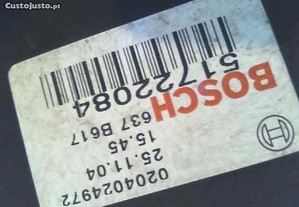 CustoJusto.pt
0204024972
25.11.04
15.45
637 B617
BOSCH
51722084